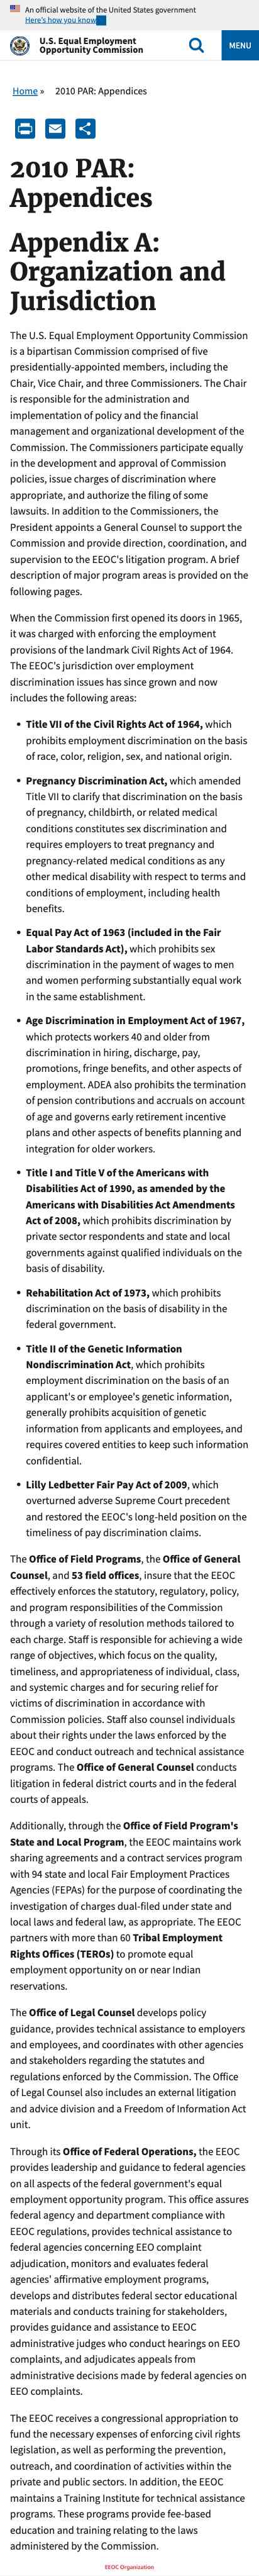 An official website of the United States government
Here's how you know
U.S. Equal Employment
Opportunity Commission
MENU
Home » 2010 PAR: Appendices
2010 PAR:
Appendices
Appendix A:
Organization and
Jurisdiction
The U.S. Equal Employment Opportunity Commission
is a bipartisan Commission comprised of five
presidentially-appointed members, including the
Chair, Vice Chair, and three Commissioners. The Chair
is responsible for the administration and
implementation of policy and the financial
management and organizational development of the
Commission. The Commissioners participate equally
in the development and approval of Commission
policies, issue charges of discrimination where
appropriate, and authorize the filing of some
lawsuits. In addition to the Commissioners, the
President appoints a General Counsel to support the
Commission and provide direction, coordination, and
supervision to the EEOC's litigation program. A brief
description of major program areas is provided on the
following pages.
When the Commission first opened its doors in 1965,
it was charged with enforcing the employment
provisions of the landmark Civil Rights Act of 1964.
The EEOC's jurisdiction over employment
discrimination issues has since grown and now
includes the following areas:
• Title VII of the Civil Rights Act of 1964, which
prohibits employment discrimination on the basis
of race, color, religion, sex, and national origin.
• Pregnancy Discrimination Act, which amended
Title VII to clarify that discrimination on the basis
of pregnancy, childbirth, or related medical
conditions constitutes sex discrimination and
requires employers to treat pregnancy and
pregnancy-related medical conditions as any
other medical disability with respect to terms and
conditions of employment, including health
benefits.
• Equal Pay Act of 1963 (included in the Fair
Labor Standards Act), which prohibits sex
discrimination in the payment of wages to men
and women performing substantially equal work
in the same establishment.
• Age Discrimination in Employment Act of 1967,
which protects workers 40 and older from
discrimination in hiring, discharge, pay,
promotions, fringe benefits, and other aspects of
employment. ADEA also prohibits the termination
of pension contributions and accruals on account
of age and governs early retirement incentive
plans and other aspects of benefits planning and
integration for older workers.
• Title I and Title V of the Americans with
Disabilities Act of 1990, as amended by the
Americans with Disabilities Act Amendments
Act of 2008, which prohibits discrimination by
private sector respondents and state and local
governments against qualified individuals on the
basis of disability.
• Rehabilitation Act of 1973, which prohibits
discrimination on the basis of disability in the
federal government.
• Title II of the Genetic Information
Nondiscrimination Act, which prohibits
employment discrimination on the basis of an
applicant's or employee's genetic information,
generally prohibits acquisition of genetic
information from applicants and employees, and
requires covered entities to keep such information
confidential.
• Lilly Ledbetter Fair Pay Act of 2009, which
overturned adverse Supreme Court precedent
and restored the EEOC's long-held position on the
timeliness of pay discrimination claims.
The Office of Field Programs, the Office of General
Counsel, and 53 field offices, insure that the EEOC
effectively enforces the statutory, regulatory, policy,
and program responsibilities of the Commission
through a variety of resolution methods tailored to
each charge. Staff is responsible for achieving a wide
range of objectives, which focus on the quality,
timeliness, and appropriateness of individual, class,
and systemic charges and for securing relief for
victims of discrimination in accordance with
Commission policies. Staff also counsel individuals
about their rights under the laws enforced by the
EEOC and conduct outreach and technical assistance
programs. The Office of General Counsel conducts
litigation in federal district courts and in the federal
courts of appeals.
Additionally, through the Office of Field Program's
State and Local Program, the EEOC maintains work
sharing agreements and a contract services program
with 94 state and local Fair Employment Practices
Agencies (FEPAs) for the purpose of coordinating the
investigation of charges dual-filed under state and
local laws and federal law, as appropriate. The EEOC
partners with more than 60 Tribal Employment
Rights Offices (TEROs) to promote equal
employment opportunity on or near Indian
reservations.
The Office of Legal Counsel develops policy
guidance, provides technical assistance to employers
and employees, and coordinates with other agencies
and stakeholders regarding the statutes and
regulations enforced by the Commission. The Office
of Legal Counsel also includes an external litigation
and advice division and a Freedom of Information Act
unit.
Through its Office of Federal Operations, the EEOC
provides leadership and guidance to federal agencies
on all aspects of the federal government's equal
employment opportunity program. This office assures
federal agency and department compliance with
EEOC regulations, provides technical assistance to
federal agencies concerning EEO complaint
adjudication, monitors and evaluates federal
agencies' affirmative employment programs,
develops and distributes federal sector educational
materials and conducts training for stakeholders,
provides guidance and assistance to EEOC
administrative judges who conduct hearings on EEO
complaints, and adjudicates appeals from
administrative decisions made by federal agencies on
EEO complaints.
The EEOC receives a congressional appropriation to
fund the necessary expenses of enforcing civil rights
legislation, as well as performing the prevention,
outreach, and coordination of activities within the
private and public sectors. In addition, the EEOC
maintains a Training Institute for technical assistance
programs. These programs provide fee-based
education and training relating to the laws
administered by the Commission.
EEOC Organization